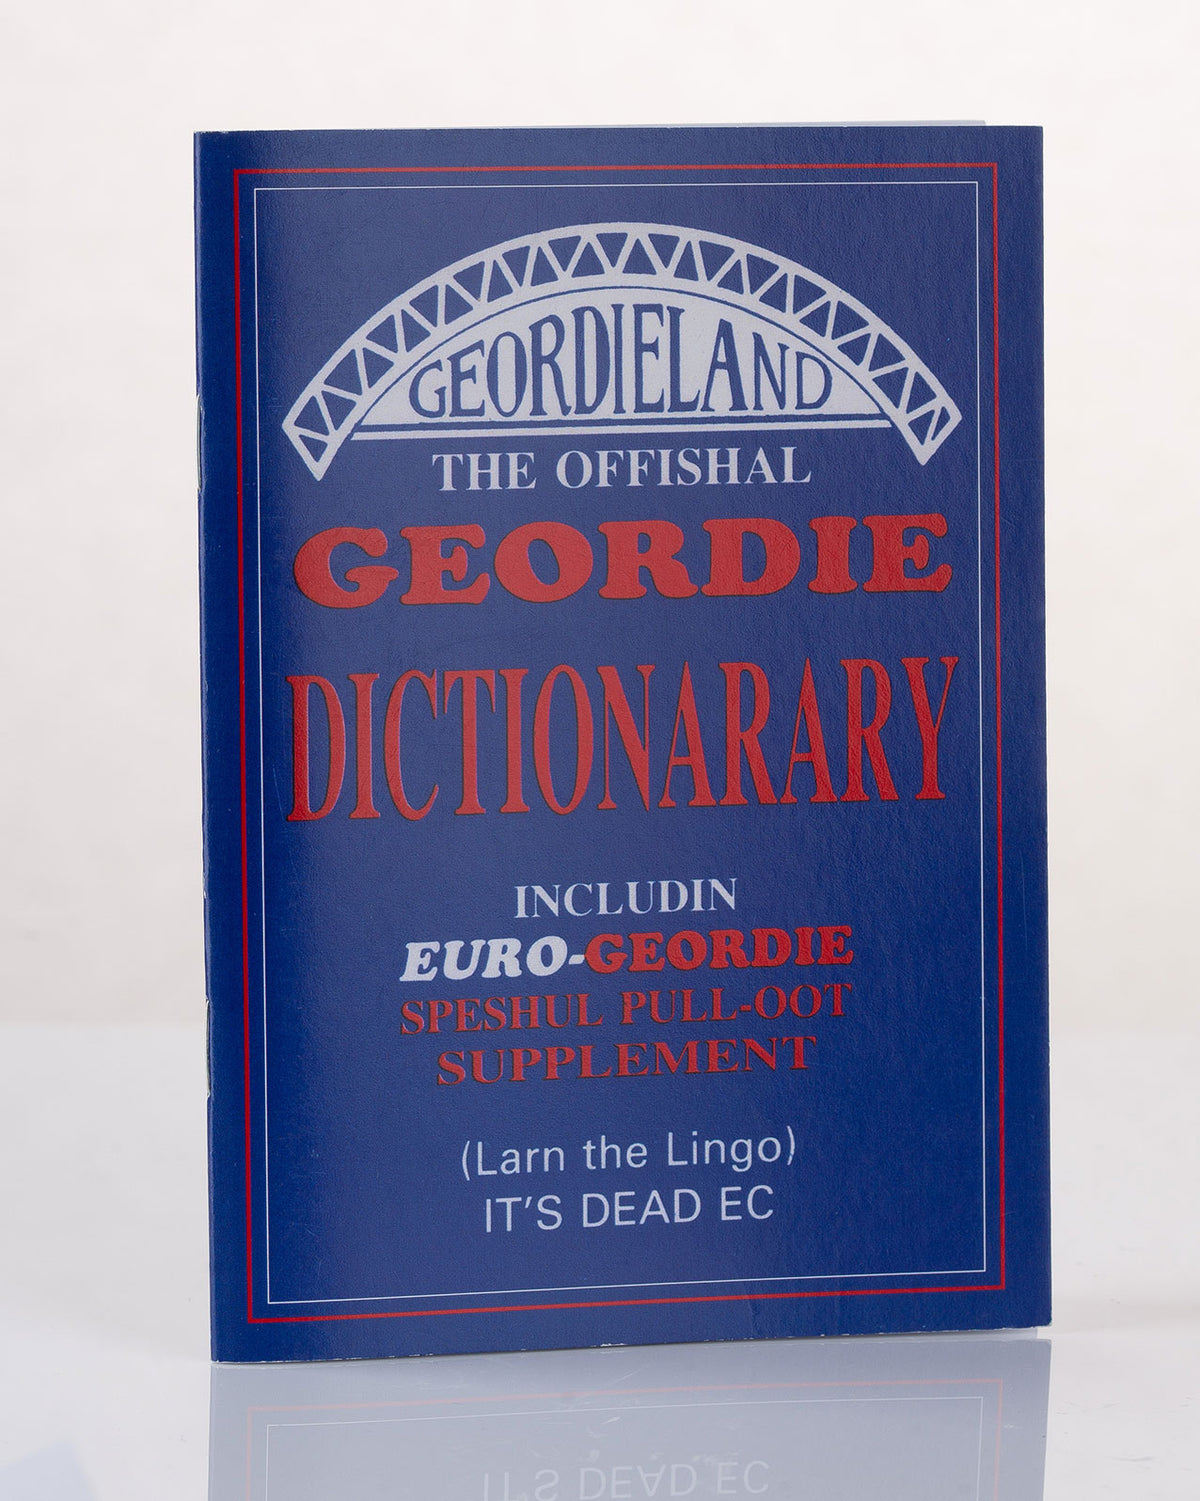 GEORDIELAND
THE OFFISHAL
GEORDIE
DICTIONARARY
INCLUDIN
EURO-GEORDIE
SPESHUL PULL-OOT
SUPPLEMENT
(Larn the Lingo)
IT'S DEAD EC